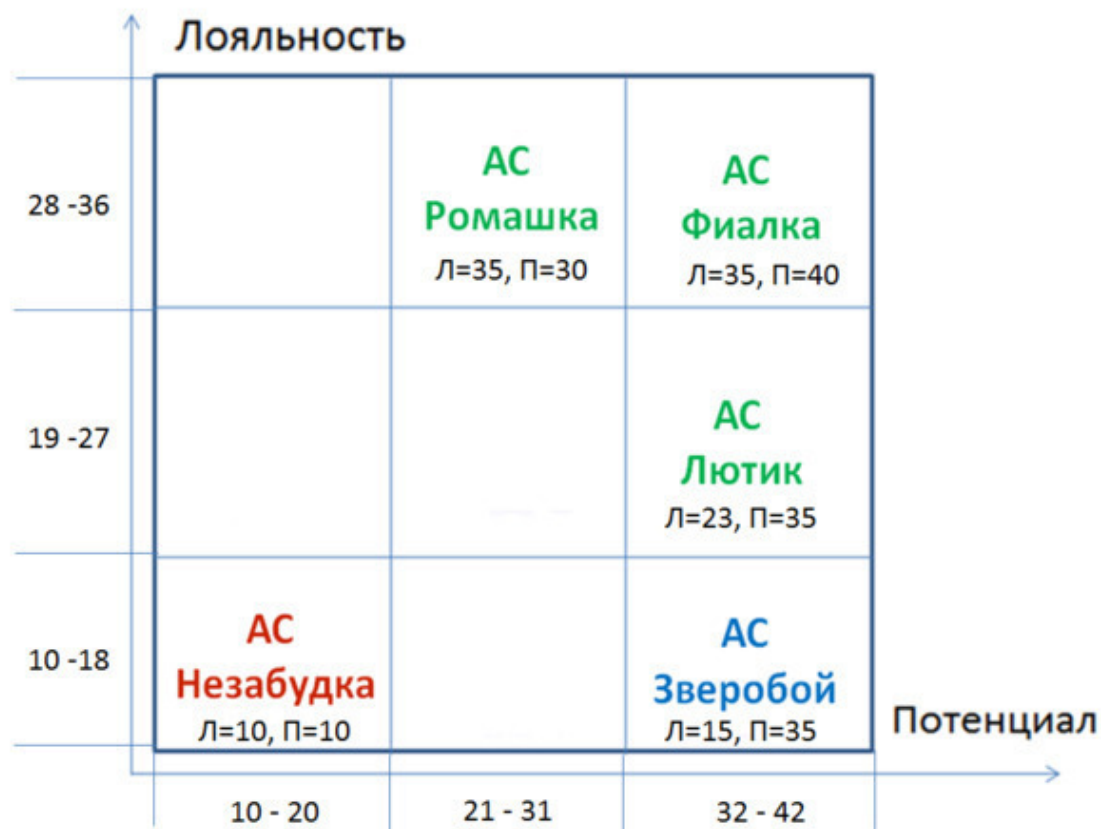 Лояльность
28 -36
АС
Ромашка
Л=35, П=30
АС
Фиалка
Л=35, П=40
19 -27
АС
Лютик
Л=23, П=35
10 -18
АС
Незабудка
Л=10, П=10
АС
Зверобой
Л=15, П=35
Потенциал
10 - 20
21 - 31
32 - 42